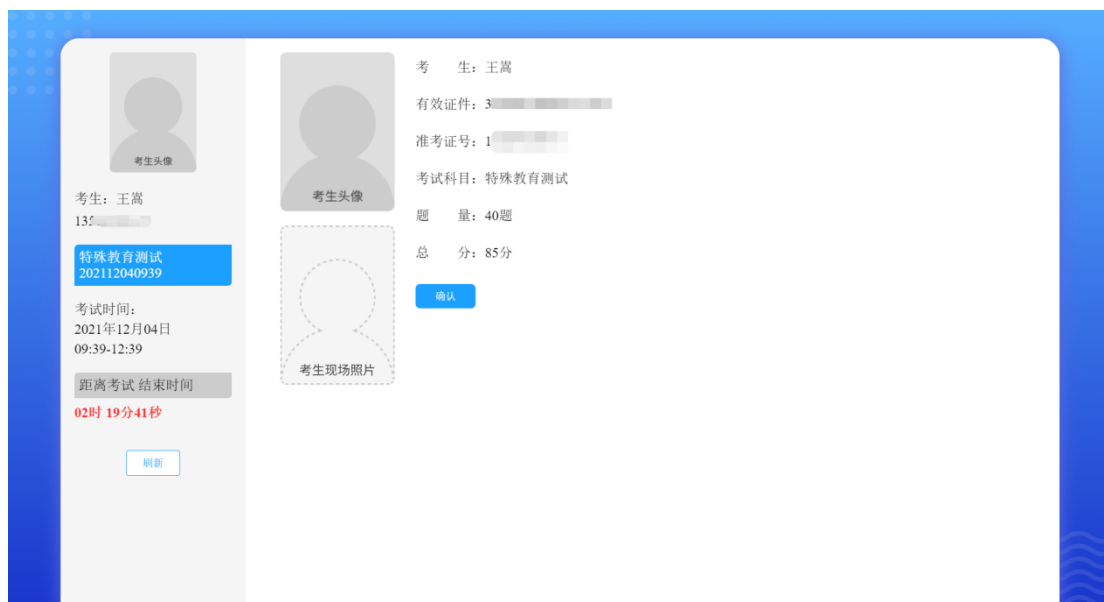 考生头像
考生：王嵩
135
特殊教育测试
202112040939
考试时间：
2021年12月04日
09:39-12:39
距离考试 结束时间
02时 19分41秒
刷新
考生头像
考生现场照片
考 生：王嵩
有效证件：3
准考证号：1
考试科目：特殊教育测试
题 量：40题
总 分：85分
确认